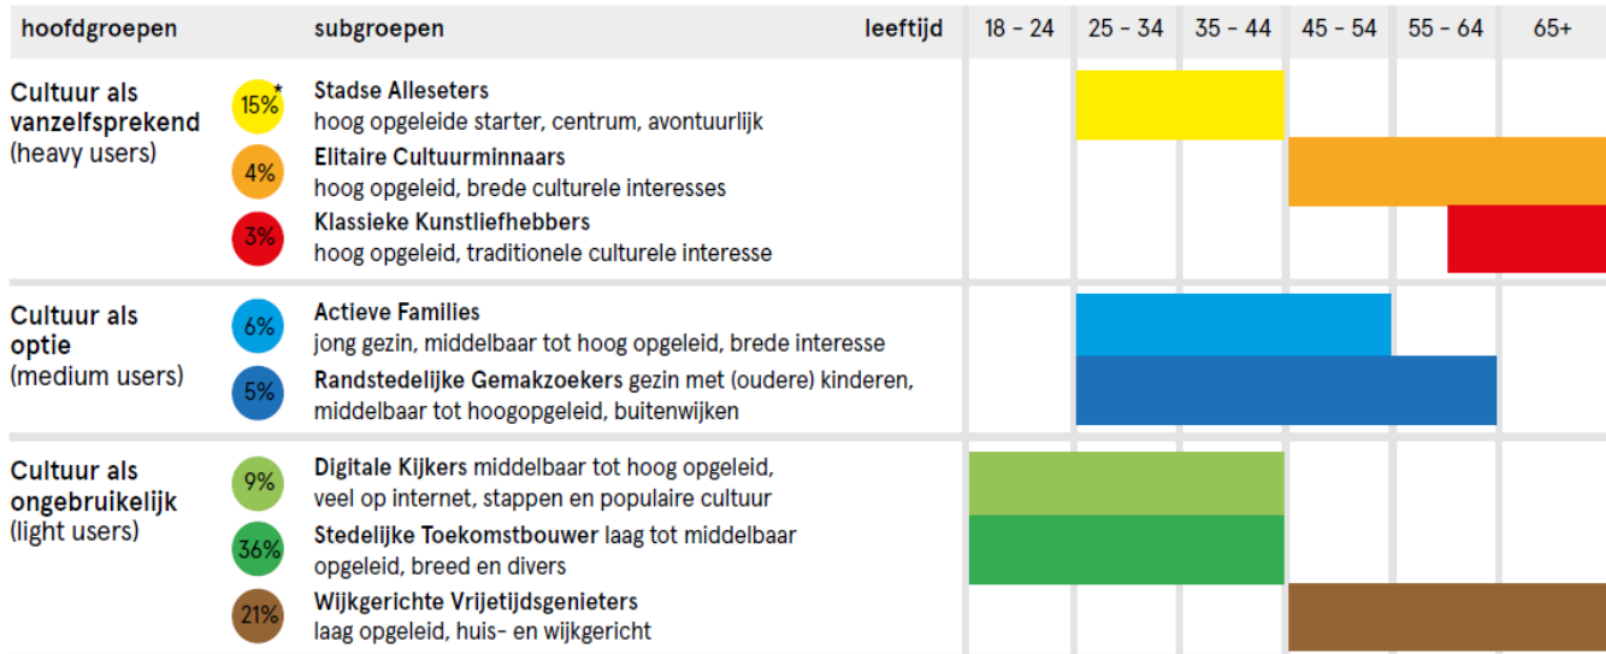 hoofdgroepen subgroepen leeftijd 18 - 24 25 - 34 35 - 44 45 - 54 55 - 64 65+
Cultuur als
vanzelfsprekend
(heavy users)
15%*
Stadse Alleseters
hoog opgeleide starter, centrum, avontuurlijk
4%
Elitaire Cultuurminnaars
hoog opgeleid, brede culturele interesses
3%
Klassieke Kunstliefhebbers
hoog opgeleid, traditionele culturele interesse
Cultuur als
optie
(medium users)
6%
Actieve Families
jong gezin, middelbaar tot hoog opgeleid, brede interesse
5%
Randstedelijke Gemakzoekers gezin met (oudere) kinderen,
middelbaar tot hoogopgeleid, buitenwijken
Cultuur als
ongebruikelijk
(light users)
9%
Digitale Kijkers middelbaar tot hoog opgeleid,
veel op internet, stappen en populaire cultuur
36%
Stedelijke Toekomstbouwer laag tot middelbaar
opgeleid, breed en divers
21%
Wijkgerichte Vrijetijdsgenieters
laag opgeleid, huis- en wijkgericht